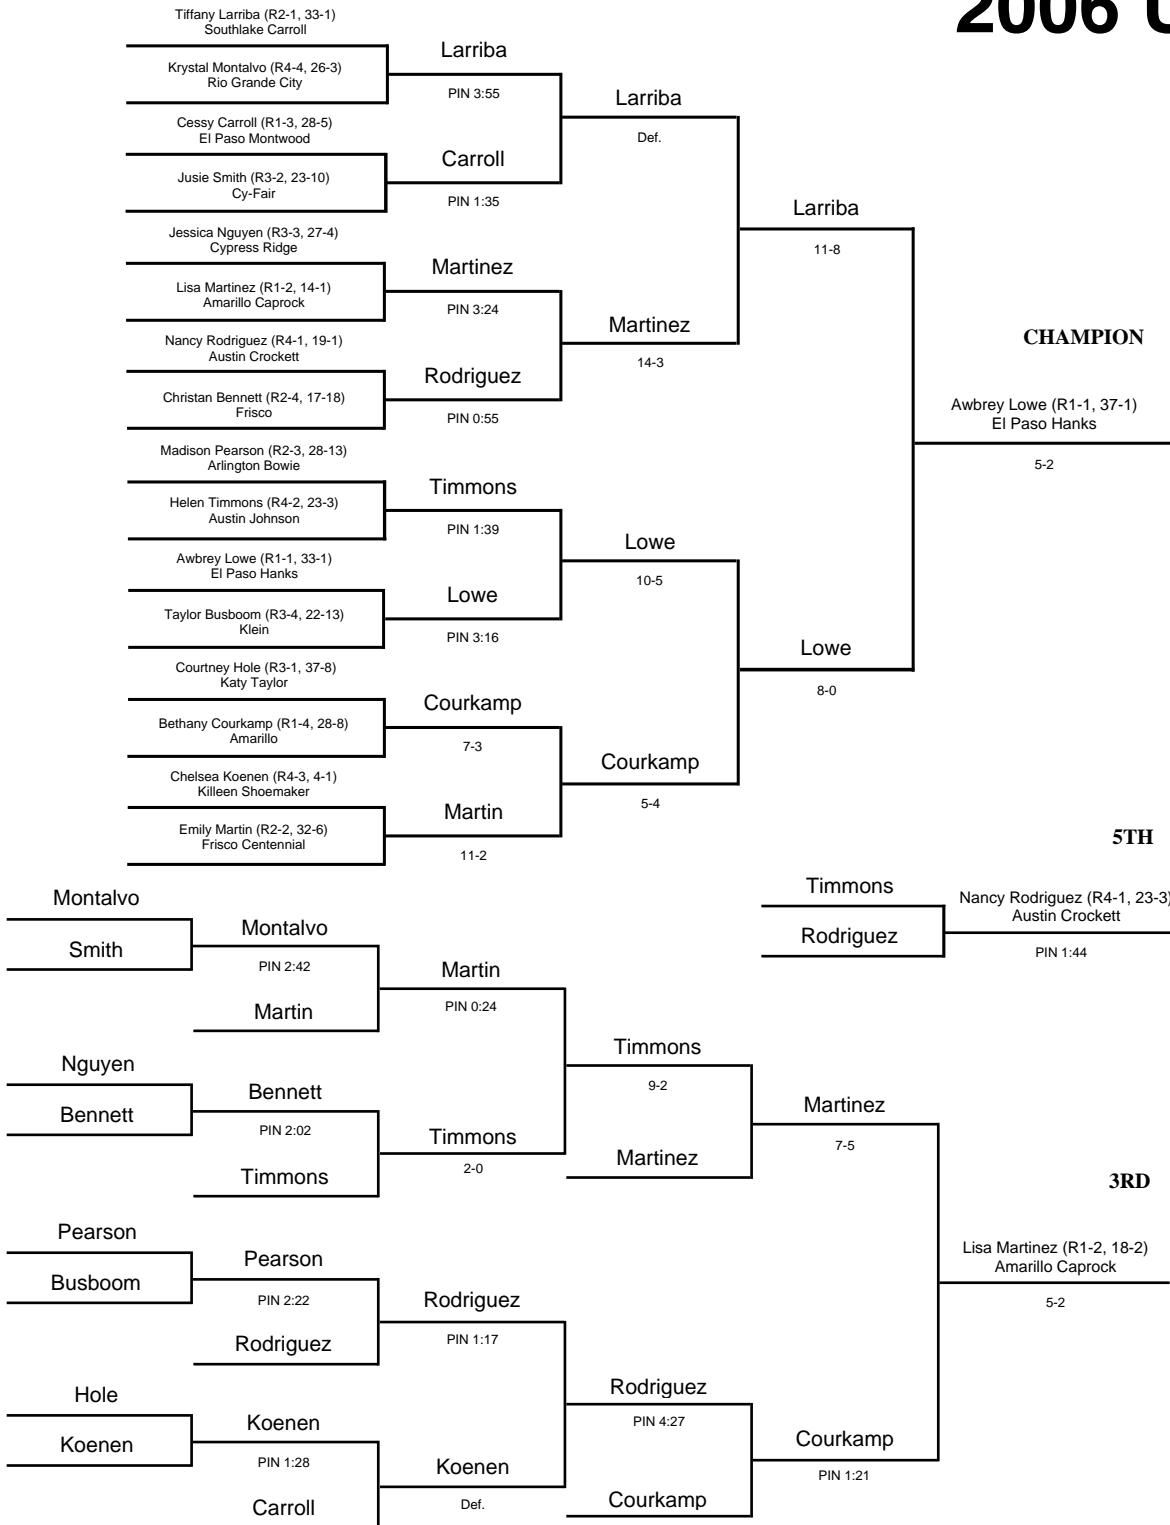 2006 U
Tiffany Larriba (R2-1, 33-1)
Southlake Carroll
Krystal Montalvo (R4-4, 26-3)
Rio Grande City
Cessy Carroll (R1-3, 28-5)
El Paso Montwood
Jusie Smith (R3-2, 23-10)
Cy-Fair
Jessica Nguyen (R3-3, 27-4)
Cypress Ridge
Lisa Martinez (R1-2, 14-1)
Amarillo Caprock
Nancy Rodriguez (R4-1, 19-1)
Austin Crockett
Christan Bennett (R2-4, 17-18)
Frisco
Madison Pearson (R2-3, 28-13)
Arlington Bowie
Helen Timmons (R4-2, 23-3)
Austin Johnson
Awbrey Lowe (R1-1, 33-1)
El Paso Hanks
Taylor Busboom (R3-4, 22-13)
Klein
Courtney Hole (R3-1, 37-8)
Katy Taylor
Bethany Courkamp (R1-4, 28-8)
Amarillo
Chelsea Koenen (R4-3, 4-1)
Killeen Shoemaker
Emily Martin (R2-2, 32-6)
Frisco Centennial
Larriba
PIN 3:55
Carroll
PIN 1:35
Martinez
PIN 3:24
Rodriguez
PIN 0:55
Timmons
PIN 1:39
Lowe
PIN 3:16
Courkamp
7-3
Martin
11-2
Larriba
Def.
Martinez
14-3
Lowe
10-5
Courkamp
5-4
Larriba
11-8
Lowe
8-0
CHAMPION
Awbrey Lowe (R1-1, 37-1)
El Paso Hanks
5-2
5TH
Timmons
Rodriguez
Nancy Rodriguez (R4-1, 23-3)
Austin Crockett
PIN 1:44
Montalvo
Smith
Nguyen
Bennett
Pearson
Busboom
Hole
Koenen
Montalvo
PIN 2:42
Martin
Bennett
PIN 2:02
Timmons
Pearson
PIN 2:22
Rodriguez
Koenen
PIN 1:28
Carroll
Martin
PIN 0:24
Timmons
2-0
Rodriguez
PIN 1:17
Koenen
Def.
Timmons
9-2
Martinez
Rodriguez
PIN 4:27
Courkamp
Martinez
7-5
Courkamp
PIN 1:21
3RD
Lisa Martinez (R1-2, 18-2)
Amarillo Caprock
5-2